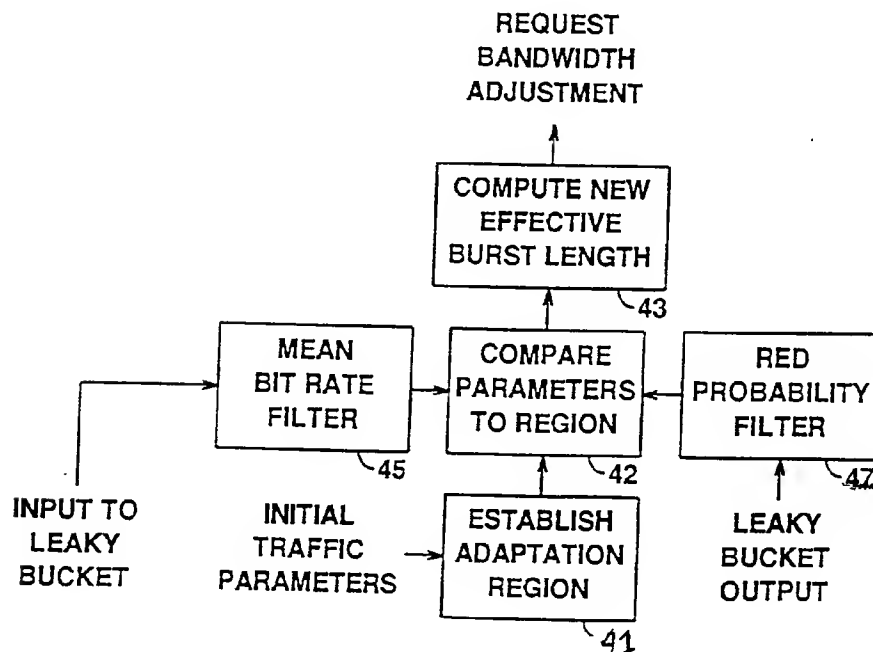 REQUEST
BANDWIDTH
ADJUSTMENT
COMPUTE NEW
EFFECTIVE
BURST LENGTH
43
MEAN
BIT RATE
FILTER
45
COMPARE
PARAMETERS
TO REGION
42
RED
PROBABILITY
FILTER
47
INPUT TO
LEAKY
BUCKET
INITIAL
TRAFFIC
PARAMETERS
ESTABLISH
ADAPTATION
REGION
41
LEAKY
BUCKET
OUTPUT